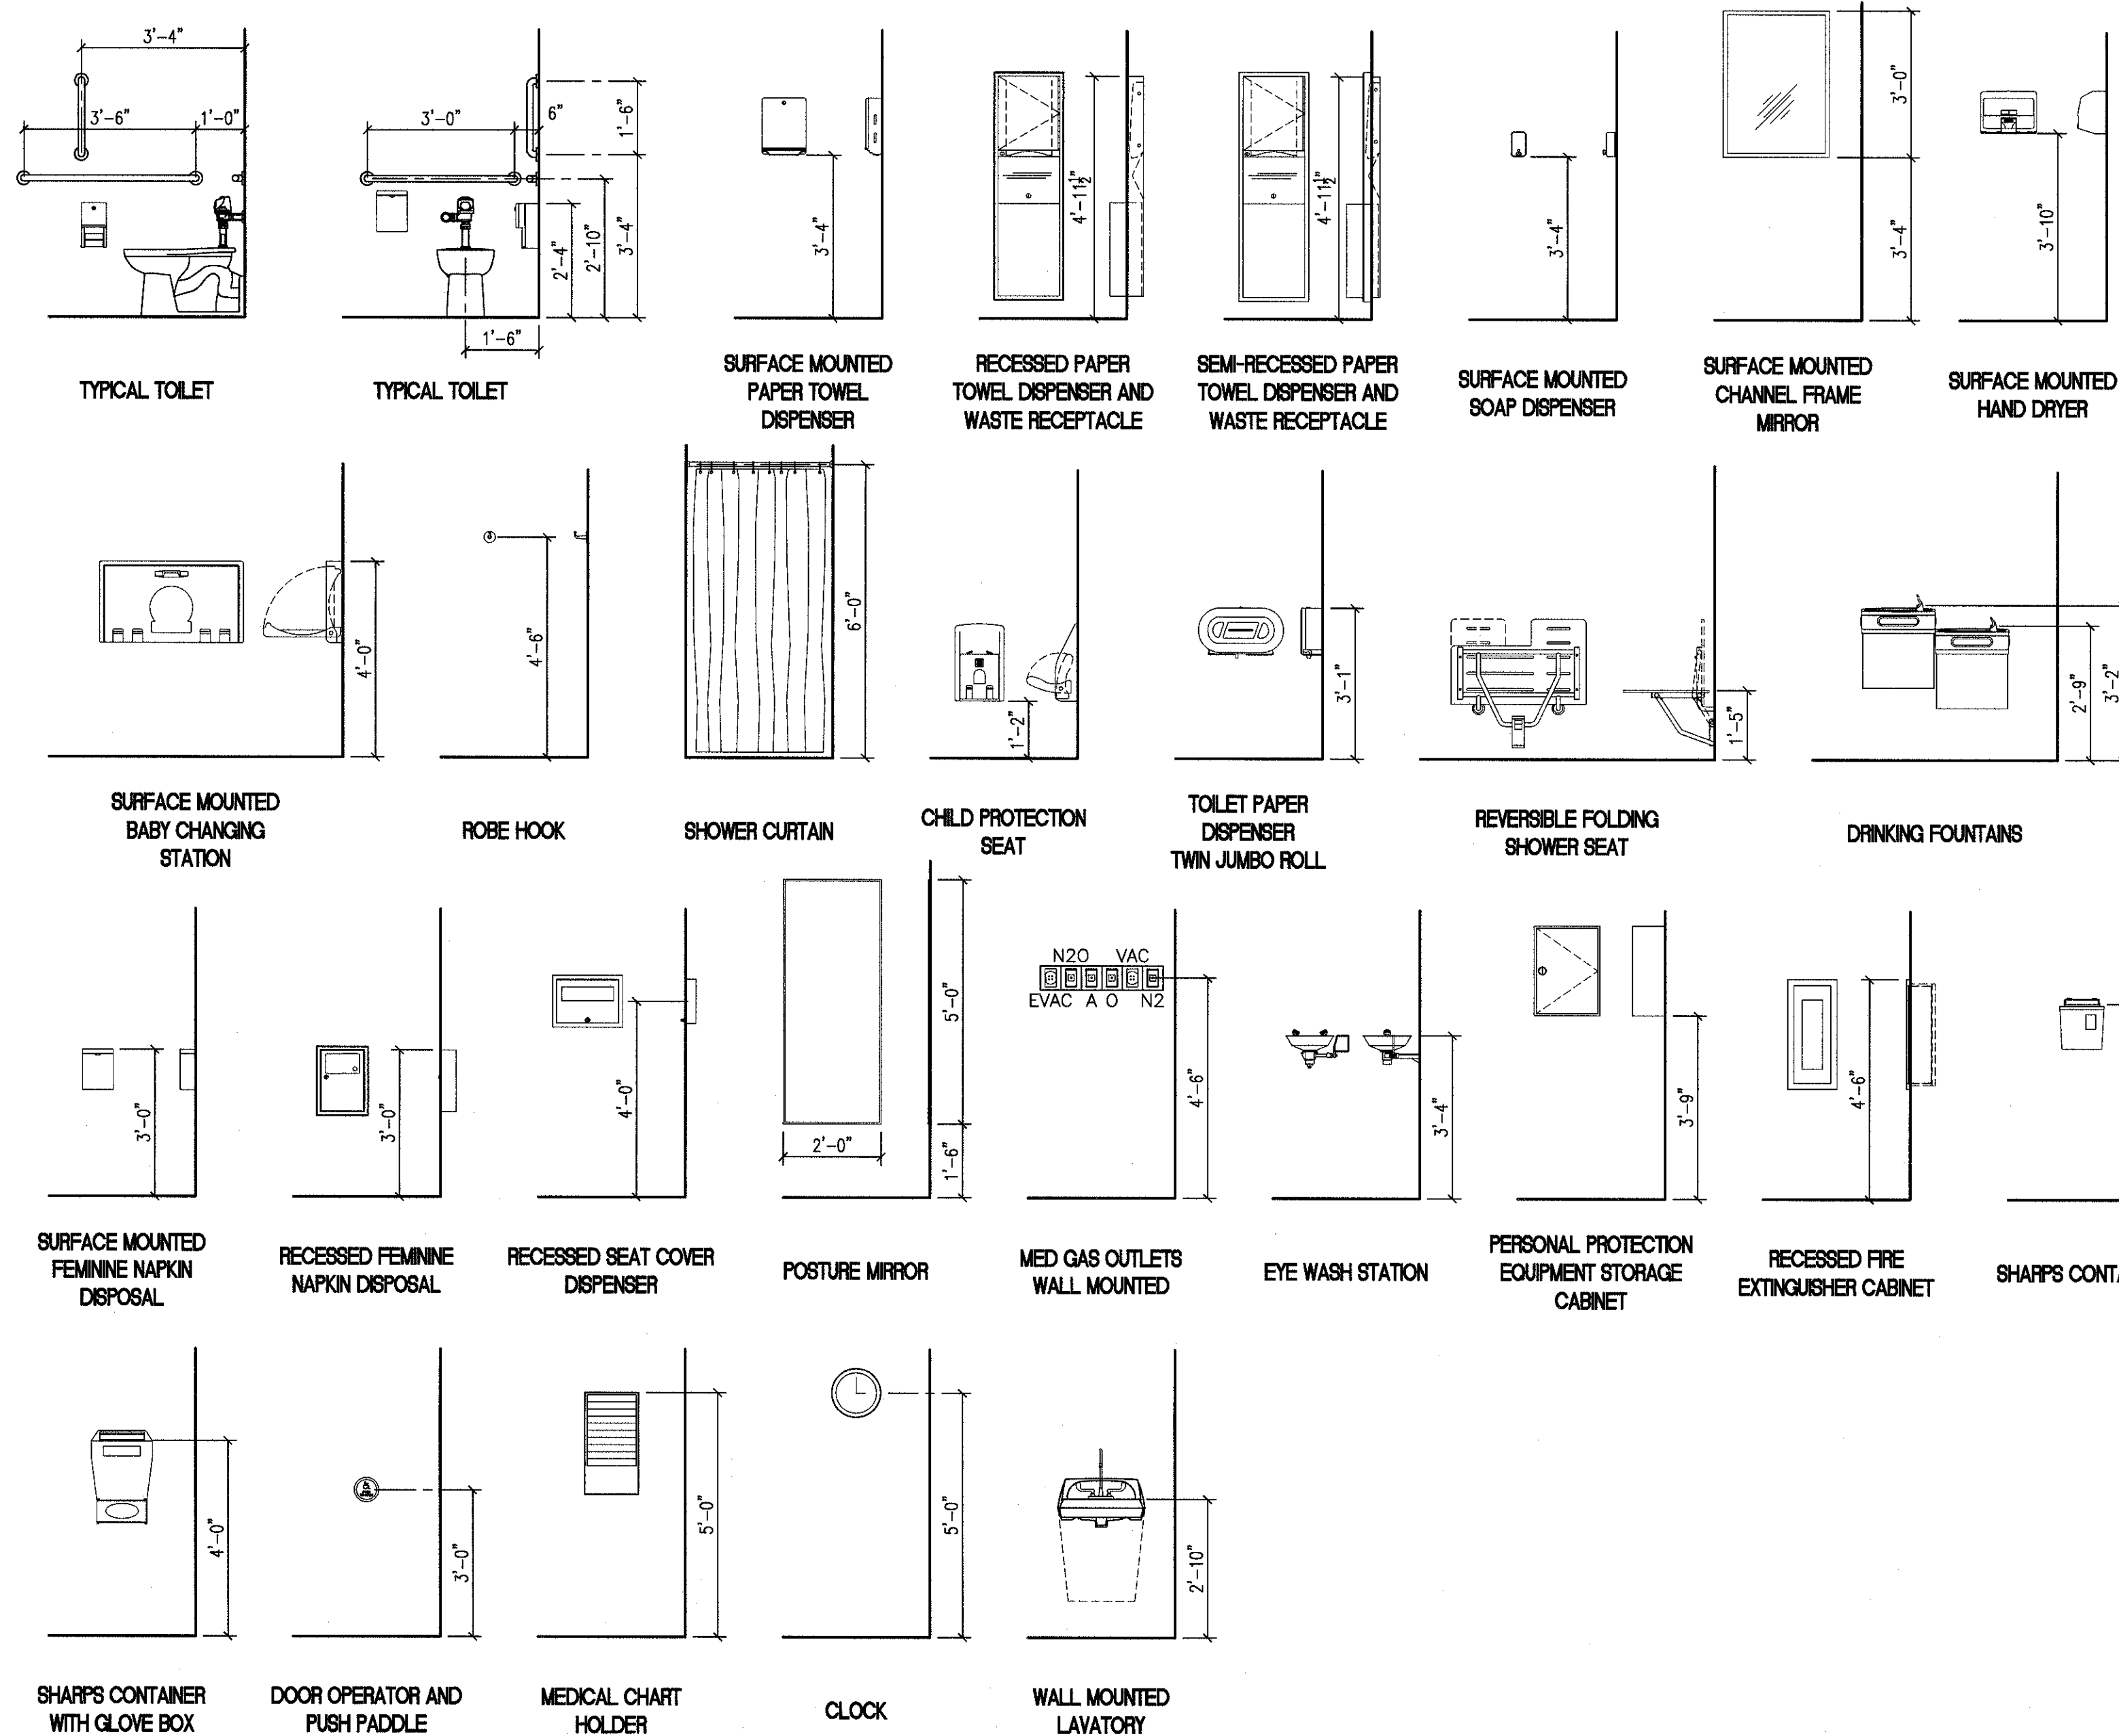 3'-4"
3'-6"
1'-0"
TYPICAL TOILET
3'-0"
6"
1'-6"
2'-4"
2'-10"
3'-4"
1'-6"
TYPICAL TOILET
3'-4"
SURFACE MOUNTED
PAPER TOWEL
DISPENSER
4'-11 1/2"
RECESSED PAPER
TOWEL DISPENSER AND
WASTE RECEPTACLE
4'-11 1/2"
SEMI-RECESSED PAPER
TOWEL DISPENSER AND
WASTE RECEPTACLE
3'-4"
SURFACE MOUNTED
SOAP DISPENSER
3'-0"
3'-4"
SURFACE MOUNTED
CHANNEL FRAME
MIRROR
3'-10"
SURFACE MOUNTED
HAND DRYER
4'-0"
SURFACE MOUNTED
BABY CHANGING
STATION
4'-6"
ROBE HOOK
6'-0"
SHOWER CURTAIN
1'-2"
CHILD PROTECTION
SEAT
3'-1"
TOILET PAPER
DISPENSER
TWIN JUMBO ROLL
1'-5"
REVERSIBLE FOLDING
SHOWER SEAT
2'-9"
3'-2"
DRINKING FOUNTAINS
3'-0"
SURFACE MOUNTED
FEMININE NAPKIN
DISPOSAL
3'-0"
RECESSED FEMININE
NAPKIN DISPOSAL
4'-0"
RECESSED SEAT COVER
DISPENSER
5'-0"
2'-0"
1'-6"
POSTURE MIRROR
N2O VAC
EVAC A O N2
4'-6"
MED GAS OUTLETS
WALL MOUNTED
3'-4"
EYE WASH STATION
3'-9"
PERSONAL PROTECTION
EQUIPMENT STORAGE
CABINET
4'-6"
RECESSED FIRE
EXTINGUISHER CABINET
SHARPS CONT
4'-0"
SHARPS CONTAINER
WITH GLOVE BOX
3'-0"
DOOR OPERATOR AND
PUSH PADDLE
5'-0"
MEDICAL CHART
HOLDER
5'-0"
CLOCK
2'-10"
WALL MOUNTED
LAVATORY